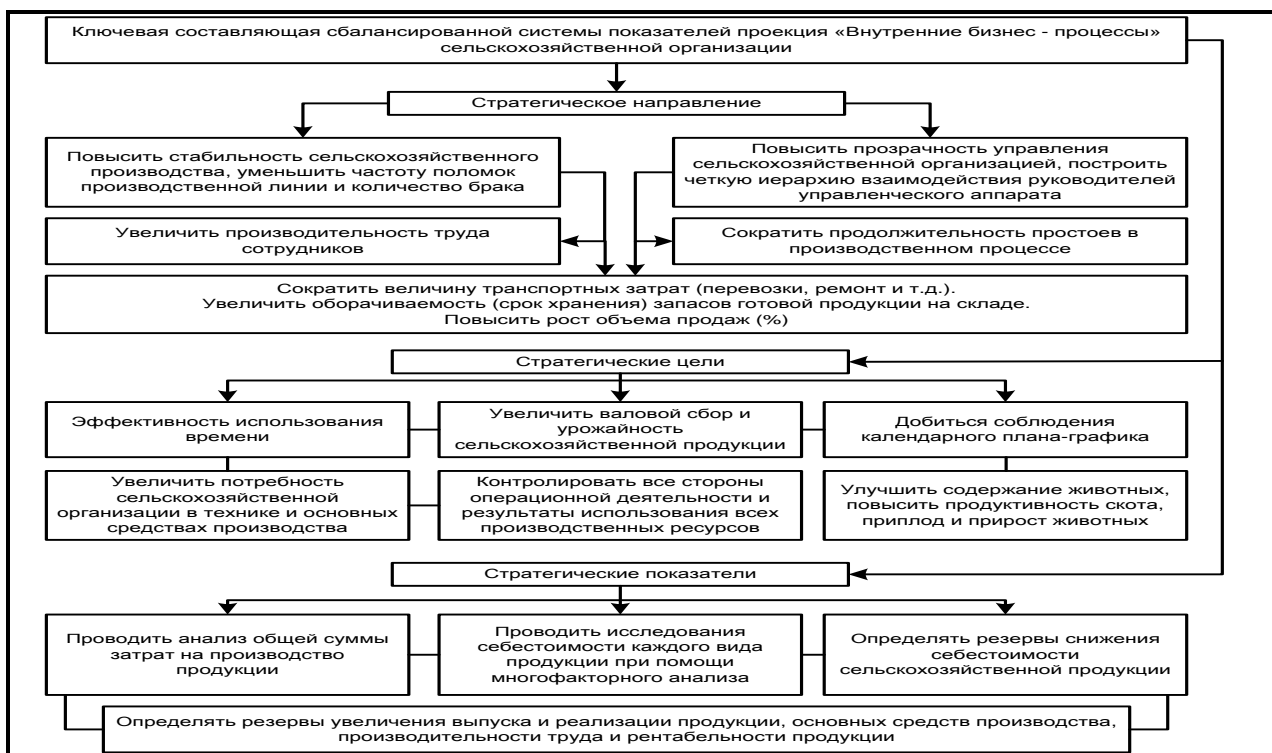 Ключевая составляющая сбалансированной системы показателей проекция «Внутренние бизнес - процессы»
сельскохозяйственной организации
Стратегическое направление
Повысить стабильность сельскохозяйственного
производства, уменьшить частоту поломок
производственной линии и количество брака
Повысить прозрачность управления
сельскохозяйственной организацией, построить
четкую иерархию взаимодействия руководителей
управленческого аппарата
Увеличить производительность труда
сотрудников
Сократить продолжительность простоев в
производственном процессе
Сократить величину транспортных затрат (перевозки, ремонт и т.д.).
Увеличить оборачиваемость (срок хранения) запасов готовой продукции на складе.
Повысить рост объема продаж (%)
Стратегические цели
Эффективность использования
времени
Увеличить валовой сбор и
урожайность
сельскохозяйственной продукции
Добиться соблюдения
календарного плана-графика
Увеличить потребность
сельскохозяйственной
организации в технике и основных
средствах производства
Контролировать все стороны
операционной деятельности и
результаты использования всех
производственных ресурсов
Улучшить содержание животных,
повысить продуктивность скота,
приплод и прирост животных
Стратегические показатели
Проводить анализ общей суммы
затрат на производство
продукции
Проводить исследования
себестоимости каждого вида
продукции при помощи
многофакторного анализа
Определять резервы снижения
себестоимости
сельскохозяйственной продукции
Определять резервы увеличения выпуска и реализации продукции, основных средств производства,
производительности труда и рентабельности продукции